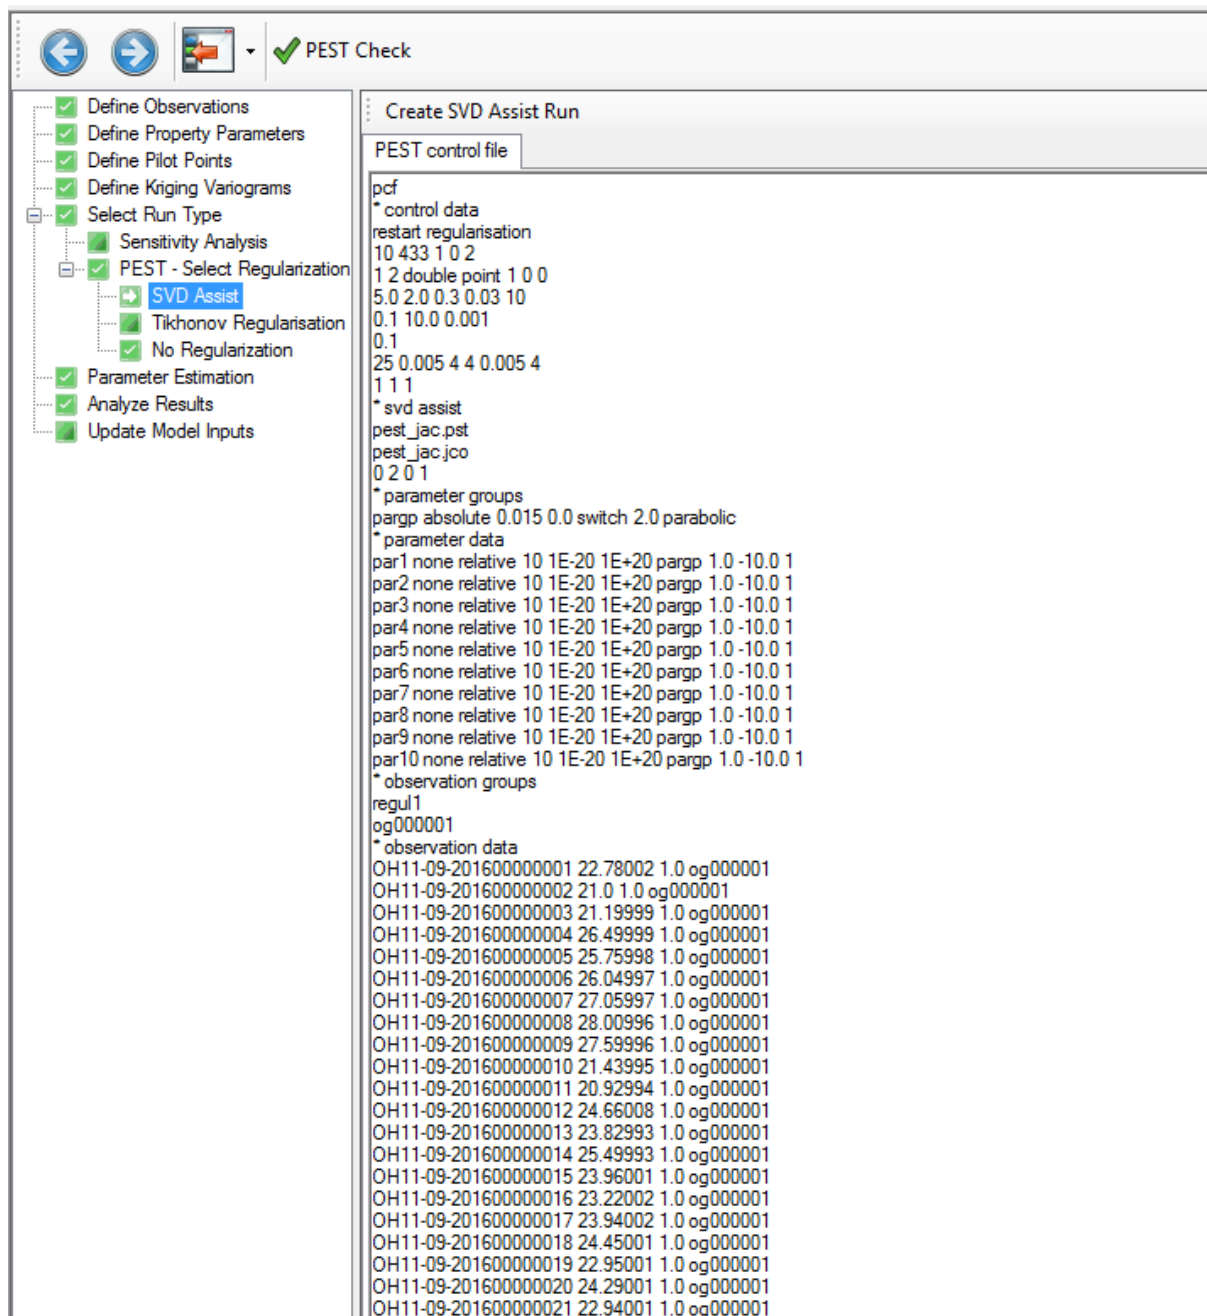 PEST Check
Define Observations
Define Property Parameters
Define Pilot Points
Define Kriging Variograms
Select Run Type
Sensitivity Analysis
PEST - Select Regularization
SVD Assist
Tikhonov Regularisation
No Regularization
Parameter Estimation
Analyze Results
Update Model Inputs
Create SVD Assist Run
PEST control file
pcf
* control data
restart regularisation
10 433 1 0 2
1 2 double point 1 0 0
5.0 2.0 0.3 0.03 10
0.1 10.0 0.001
0.1
25 0.005 4 4 0.005 4
1 1 1
* svd assist
pest_jac.pst
pest_jac.jco
0 2 0 1
* parameter groups
pargp absolute 0.015 0.0 switch 2.0 parabolic
* parameter data
par1 none relative 10 1E-20 1E+20 pargp 1.0 -10.0 1
par2 none relative 10 1E-20 1E+20 pargp 1.0 -10.0 1
par3 none relative 10 1E-20 1E+20 pargp 1.0 -10.0 1
par4 none relative 10 1E-20 1E+20 pargp 1.0 -10.0 1
par5 none relative 10 1E-20 1E+20 pargp 1.0 -10.0 1
par6 none relative 10 1E-20 1E+20 pargp 1.0 -10.0 1
par7 none relative 10 1E-20 1E+20 pargp 1.0 -10.0 1
par8 none relative 10 1E-20 1E+20 pargp 1.0 -10.0 1
par9 none relative 10 1E-20 1E+20 pargp 1.0 -10.0 1
par10 none relative 10 1E-20 1E+20 pargp 1.0 -10.0 1
* observation groups
regul1
og000001
* observation data
OH11-09-201600000001 22.78002 1.0 og000001
OH11-09-201600000002 21.0 1.0 og000001
OH11-09-201600000003 21.19999 1.0 og000001
OH11-09-201600000004 26.49999 1.0 og000001
OH11-09-201600000005 25.75998 1.0 og000001
OH11-09-201600000006 26.04997 1.0 og000001
OH11-09-201600000007 27.05997 1.0 og000001
OH11-09-201600000008 28.00996 1.0 og000001
OH11-09-201600000009 27.59996 1.0 og000001
OH11-09-201600000010 21.43995 1.0 og000001
OH11-09-201600000011 20.92994 1.0 og000001
OH11-09-201600000012 24.66008 1.0 og000001
OH11-09-201600000013 23.82993 1.0 og000001
OH11-09-201600000014 25.49993 1.0 og000001
OH11-09-201600000015 23.96001 1.0 og000001
OH11-09-201600000016 23.22002 1.0 og000001
OH11-09-201600000017 23.94002 1.0 og000001
OH11-09-201600000018 24.45001 1.0 og000001
OH11-09-201600000019 22.95001 1.0 og000001
OH11-09-201600000020 24.29001 1.0 og000001
OH11-09-201600000021 22.94001 1.0 og000001